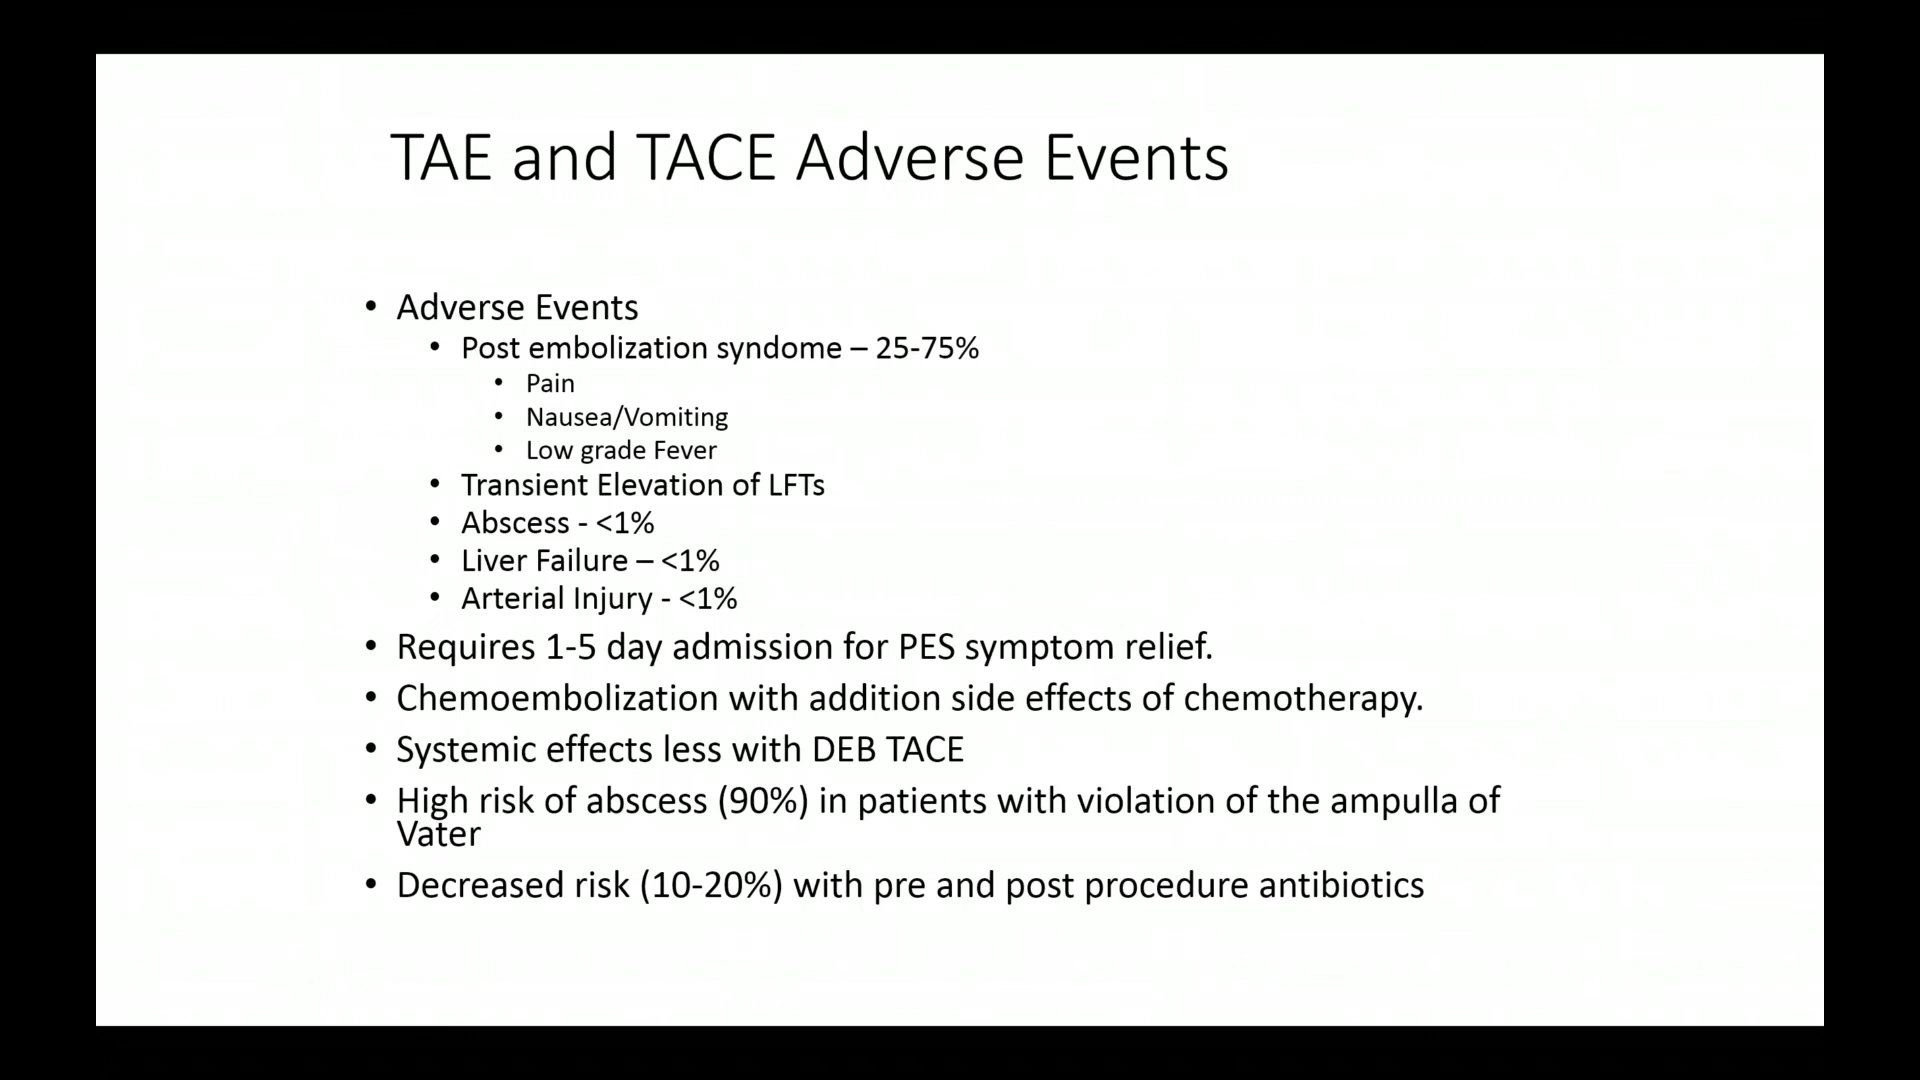 TAE and TACE Adverse Events
• Adverse Events
• Post embolization syndome – 25-75%
• Pain
• Nausea/Vomiting
• Low grade Fever
• Transient Elevation of LFTs
• Abscess - <1%
• Liver Failure – <1%
• Arterial Injury - <1%
• Requires 1-5 day admission for PES symptom relief.
• Chemoembolization with addition side effects of chemotherapy.
• Systemic effects less with DEB TACE
• High risk of abscess (90%) in patients with violation of the ampulla of
Vater
• Decreased risk (10-20%) with pre and post procedure antibiotics